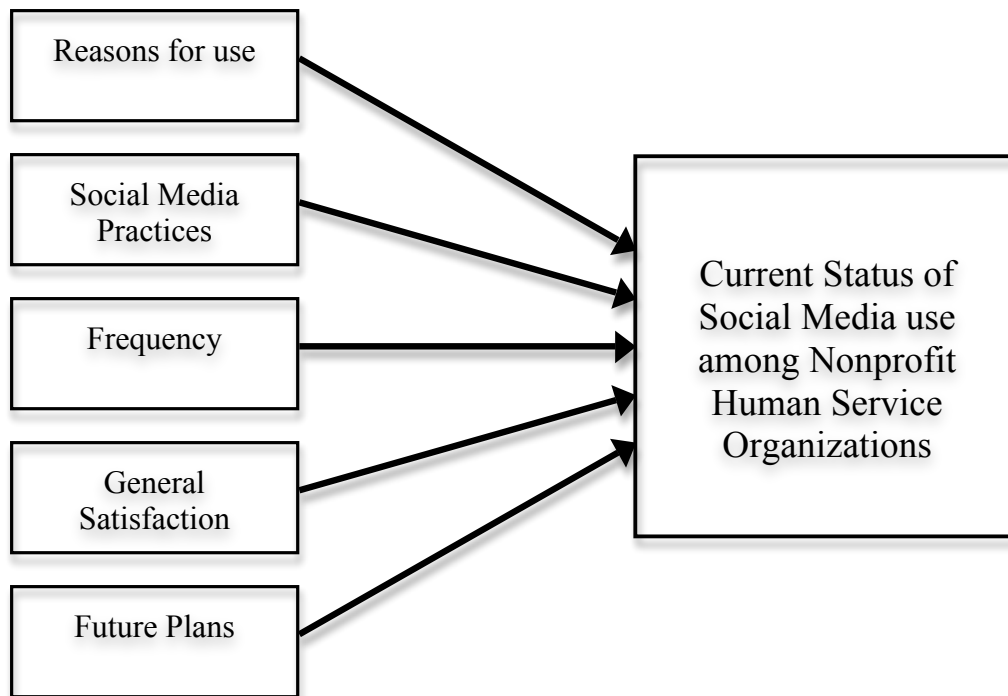 Reasons for use
Social Media
Practices
Frequency
General
Satisfaction
Future Plans
Current Status of
Social Media use
among Nonprofit
Human Service
Organizations